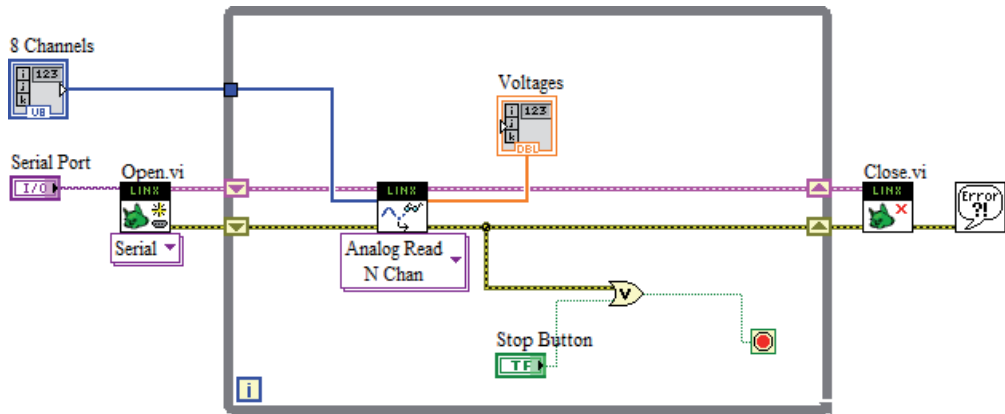 8 Channels
i 123
j
k
U8
Voltages
i 123
j
k
DBL
Serial Port
I/O
Open.vi
LINX
Serial
LINX
Analog Read
N Chan
Close.vi
LINX
Error
?!
V
Stop Button
TF
i